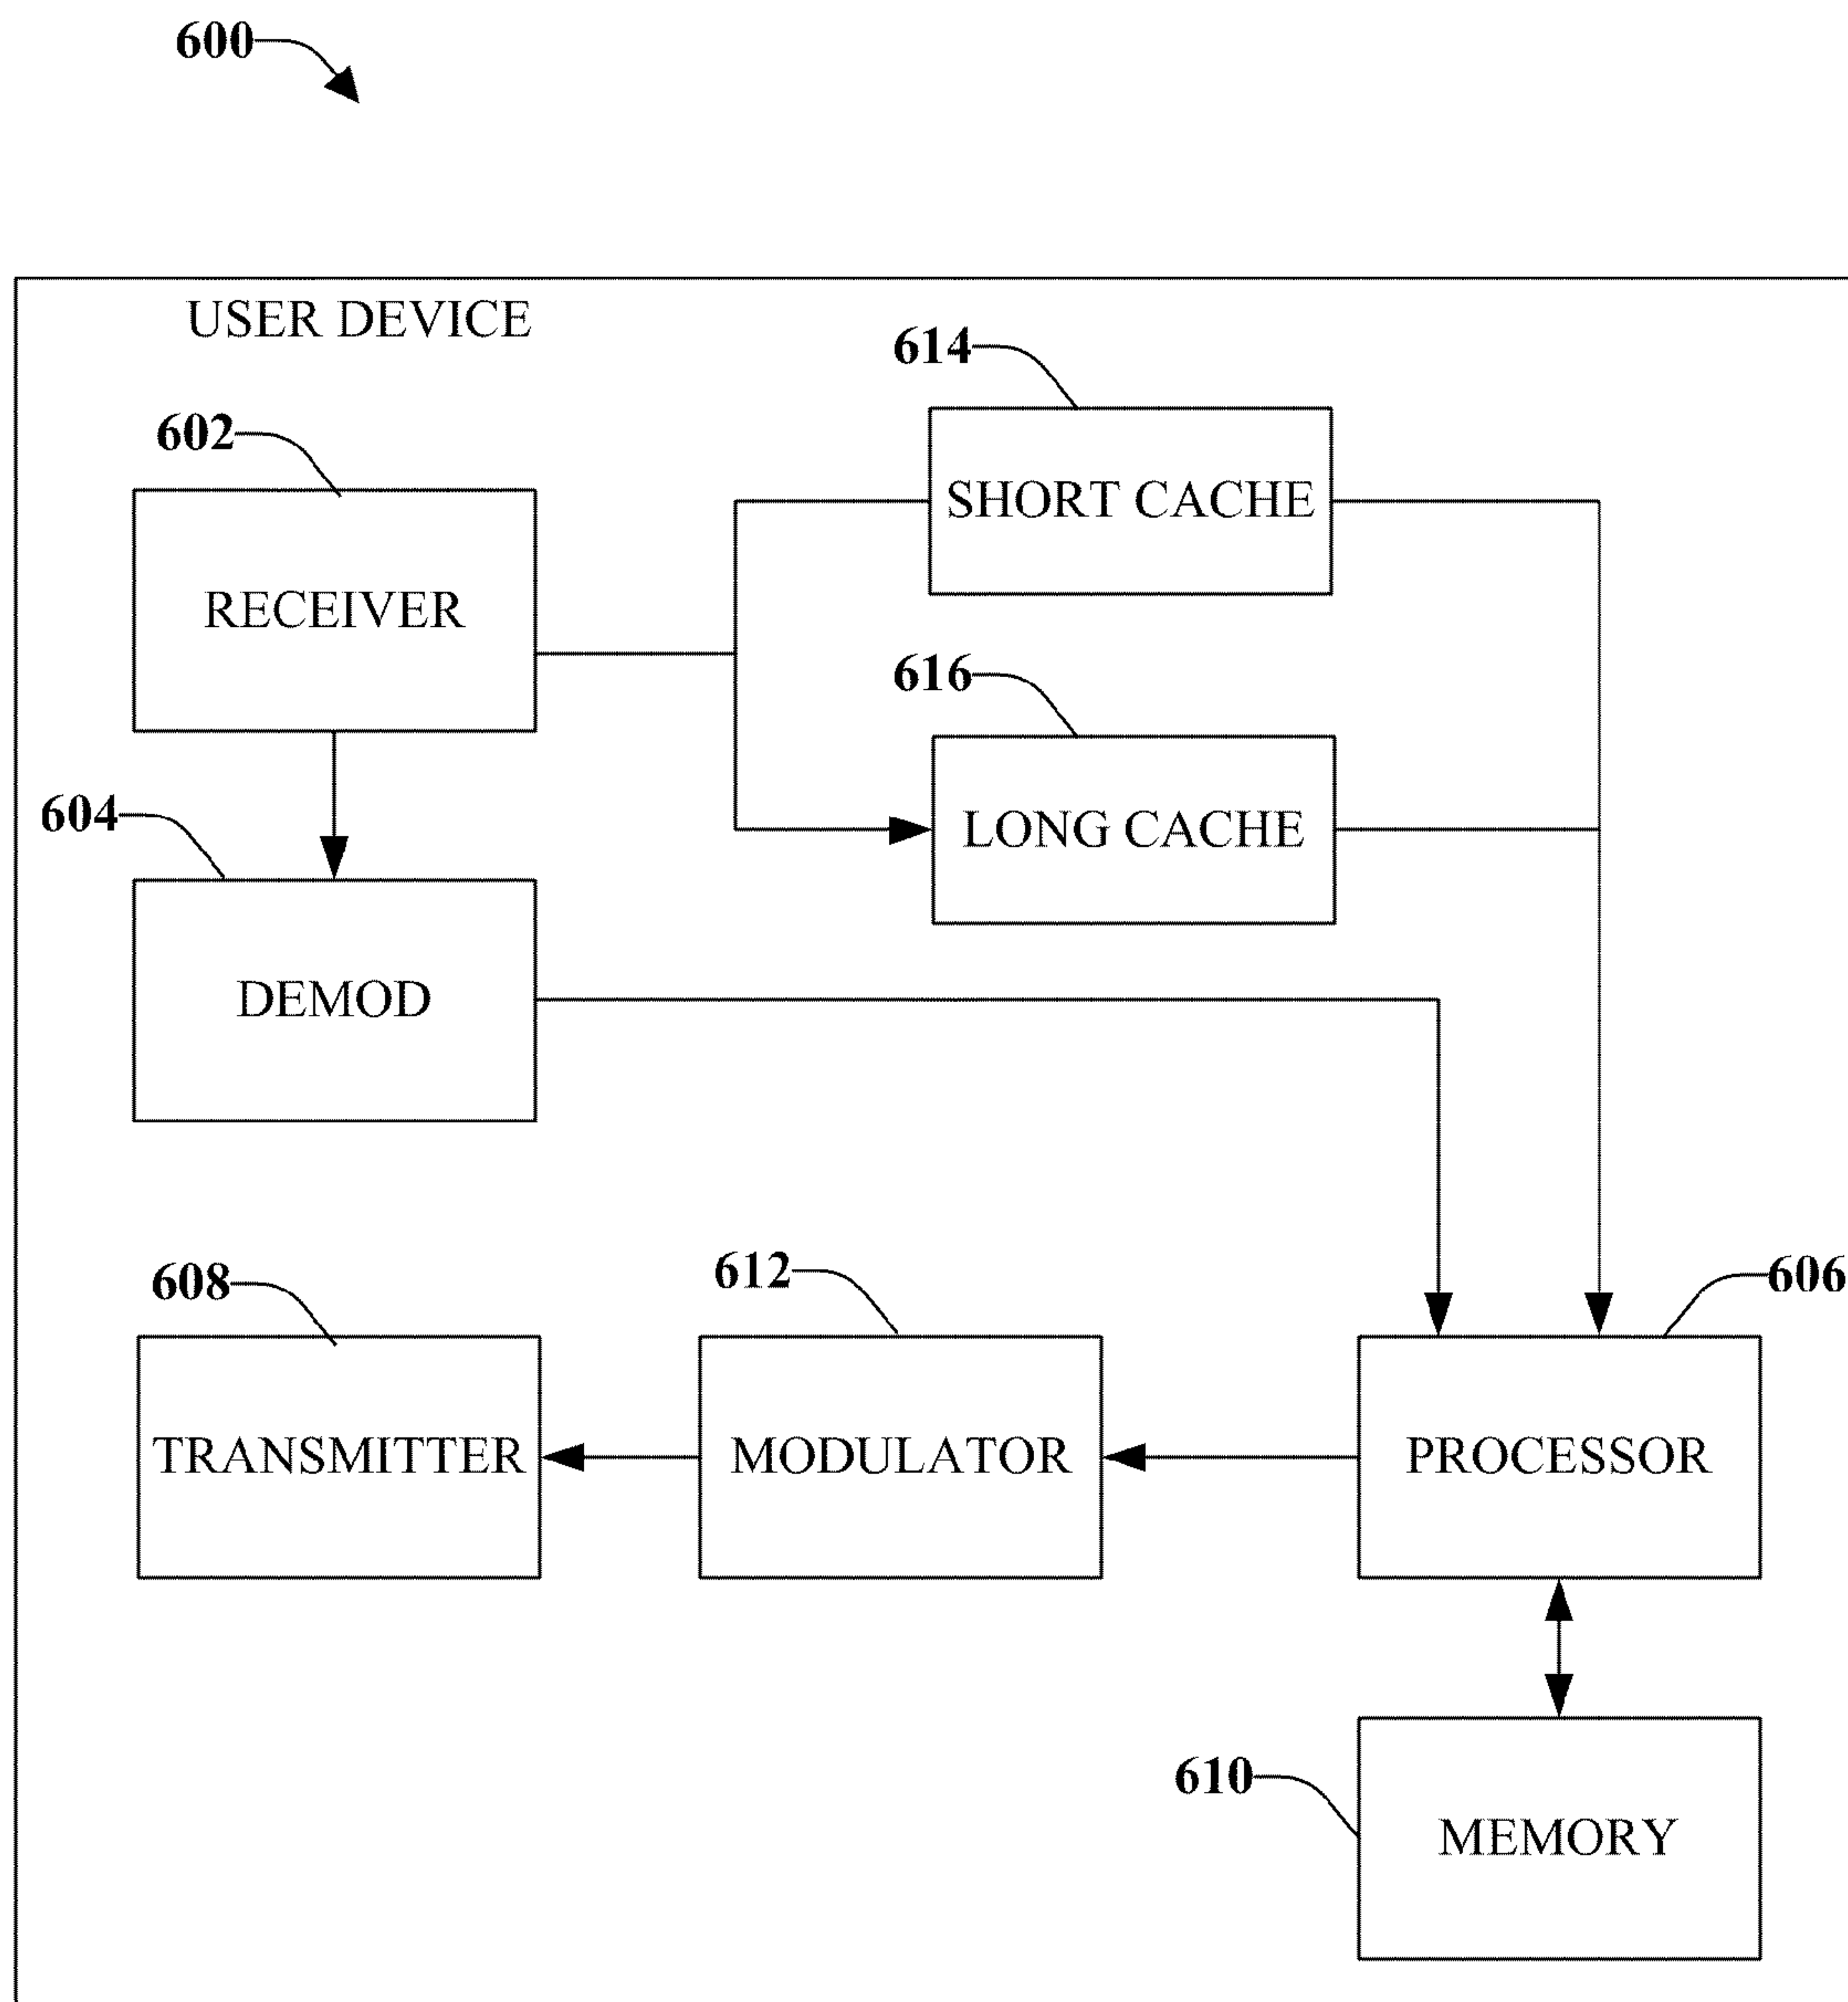 600
USER DEVICE
614
SHORT CACHE
602
RECEIVER
616
LONG CACHE
604
DEMOD
608
TRANSMITTER
612
MODULATOR
606
PROCESSOR
610
MEMORY